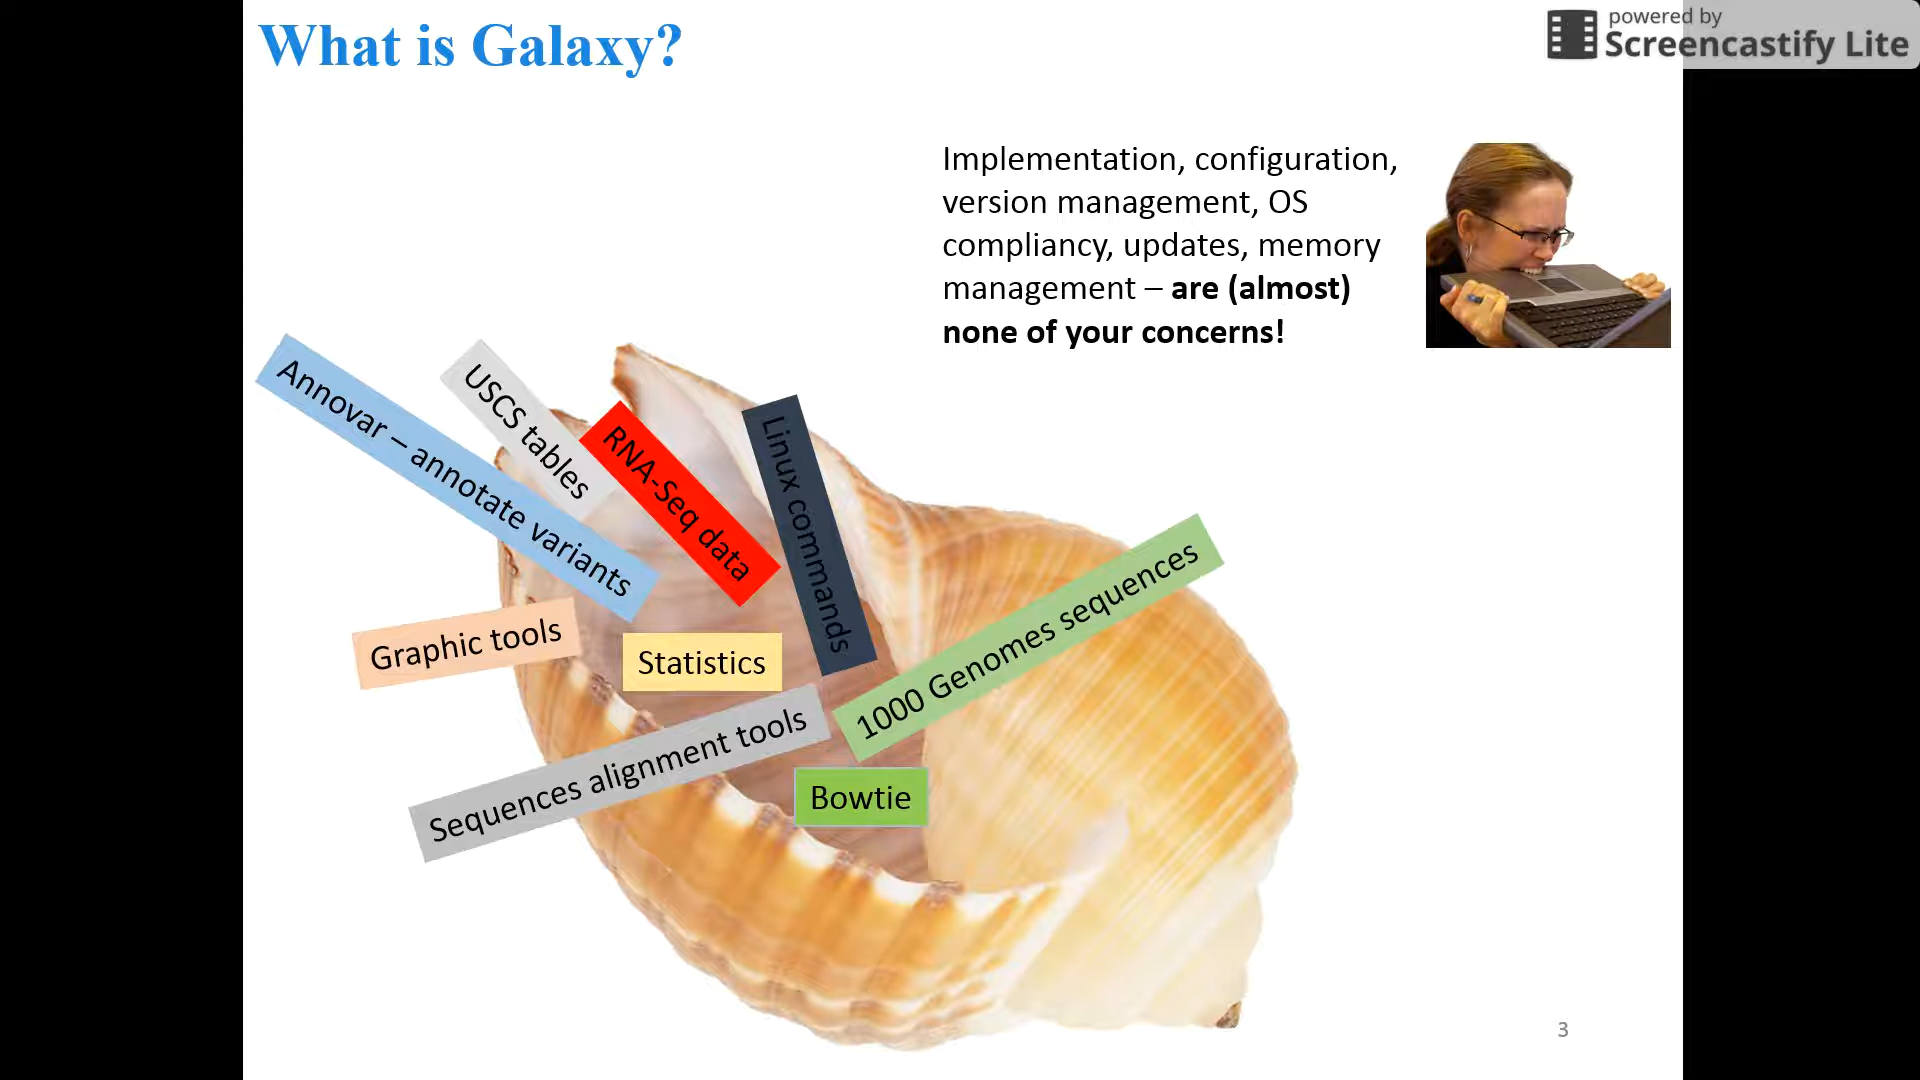 What is Galaxy?
powered by
Screencastify Lite
Implementation, configuration,
version management, OS
compliancy, updates, memory
management – are (almost)
none of your concerns!
Annovar – annotate variants
USCS tables
RNA-Seq data
Linux commands
1000 Genomes sequences
Graphic tools
Statistics
Sequences alignment tools
Bowtie
3